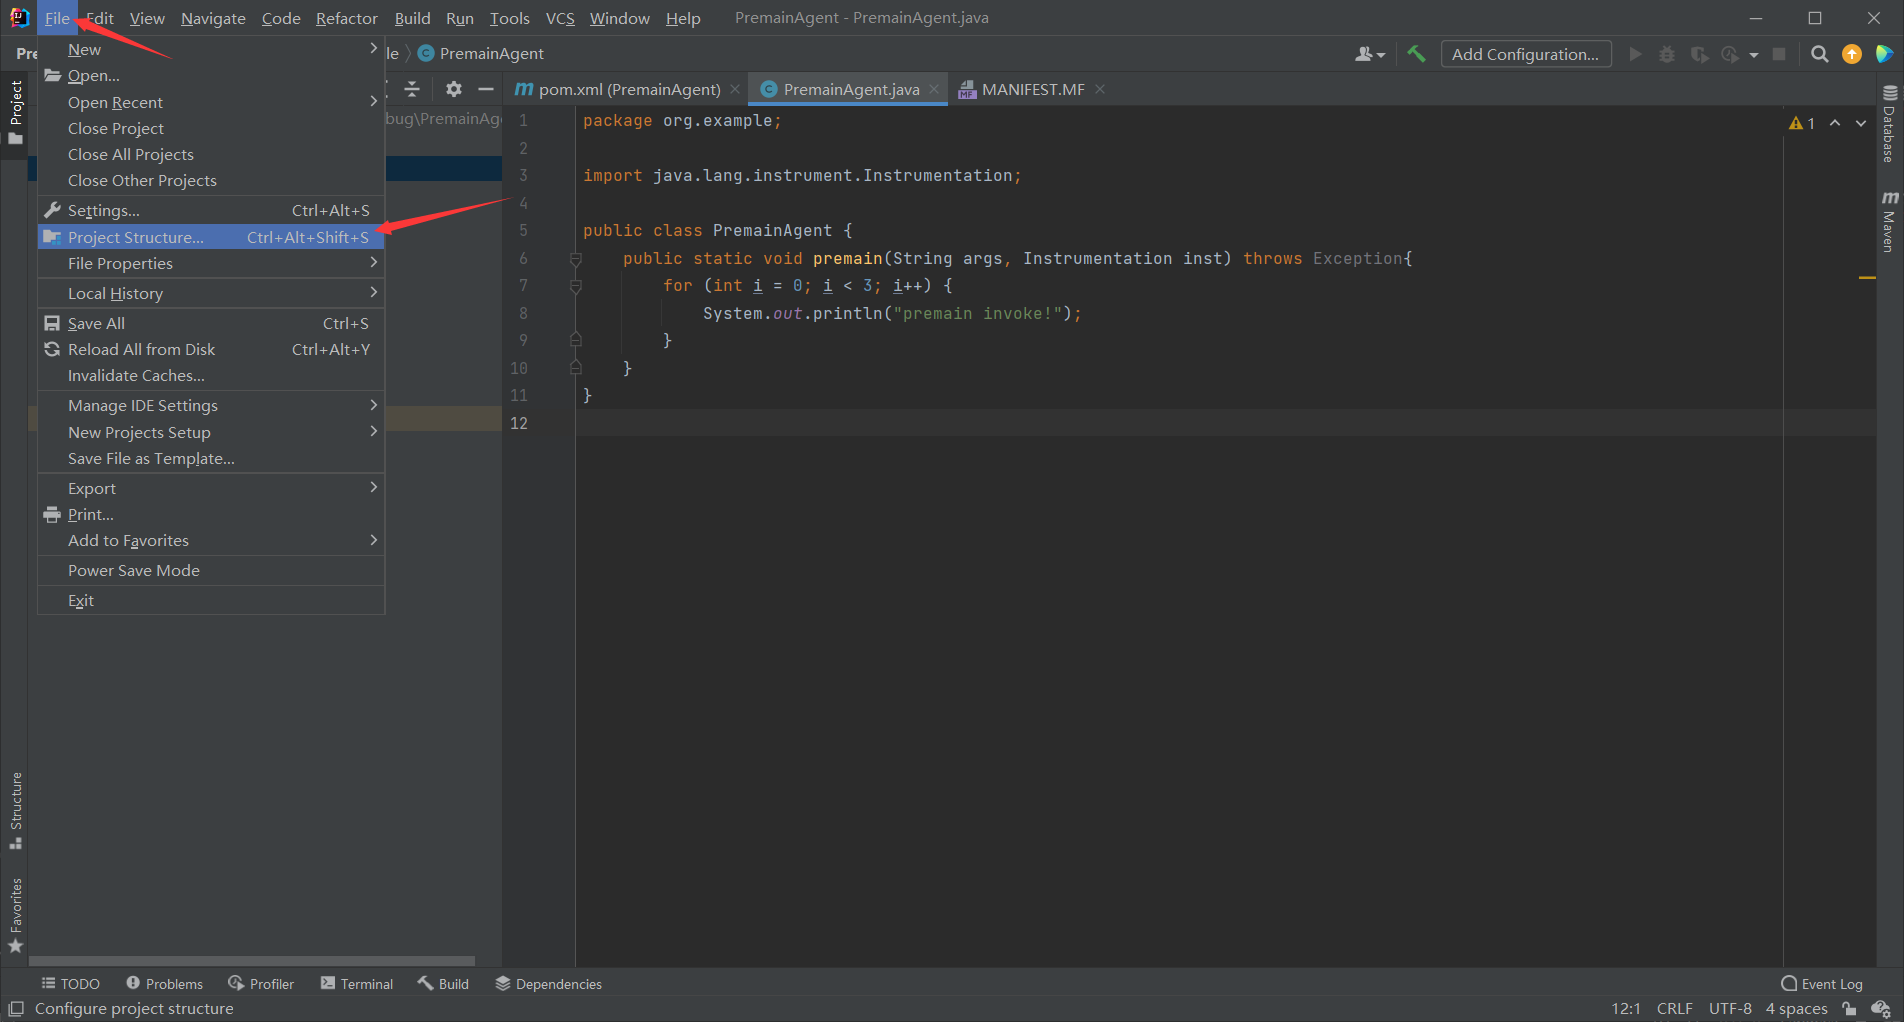 File Edit View Navigate Code Refactor Build Run Tools VCS Window Help PremainAgent - PremainAgent.java
Pre
le PremainAgent
Add Configuration...
New
Open...
Open Recent
Close Project
Close All Projects
Close Other Projects
Settings... Ctrl+Alt+S
Project Structure... Ctrl+Alt+Shift+S
File Properties
Local History
Save All Ctrl+S
Reload All from Disk Ctrl+Alt+Y
Invalidate Caches...
Manage IDE Settings
New Projects Setup
Save File as Template...
Export
Print...
Add to Favorites
Power Save Mode
Exit
Project
Structure
Favorites
bug\PremainAg
pom.xml (PremainAgent) PremainAgent.java MANIFEST.MF
1 package org.example;
2
3 import java.lang.instrument.Instrumentation;
4
5 public class PremainAgent {
6 public static void premain(String args, Instrumentation inst) throws Exception{
7 for (int i = 0; i < 3; i++) {
8 System.out.println("premain invoke!");
9 }
10 }
11 }
12
1
Database
Maven
TODO Problems Profiler Terminal Build Dependencies Event Log
Configure project structure 12:1 CRLF UTF-8 4 spaces